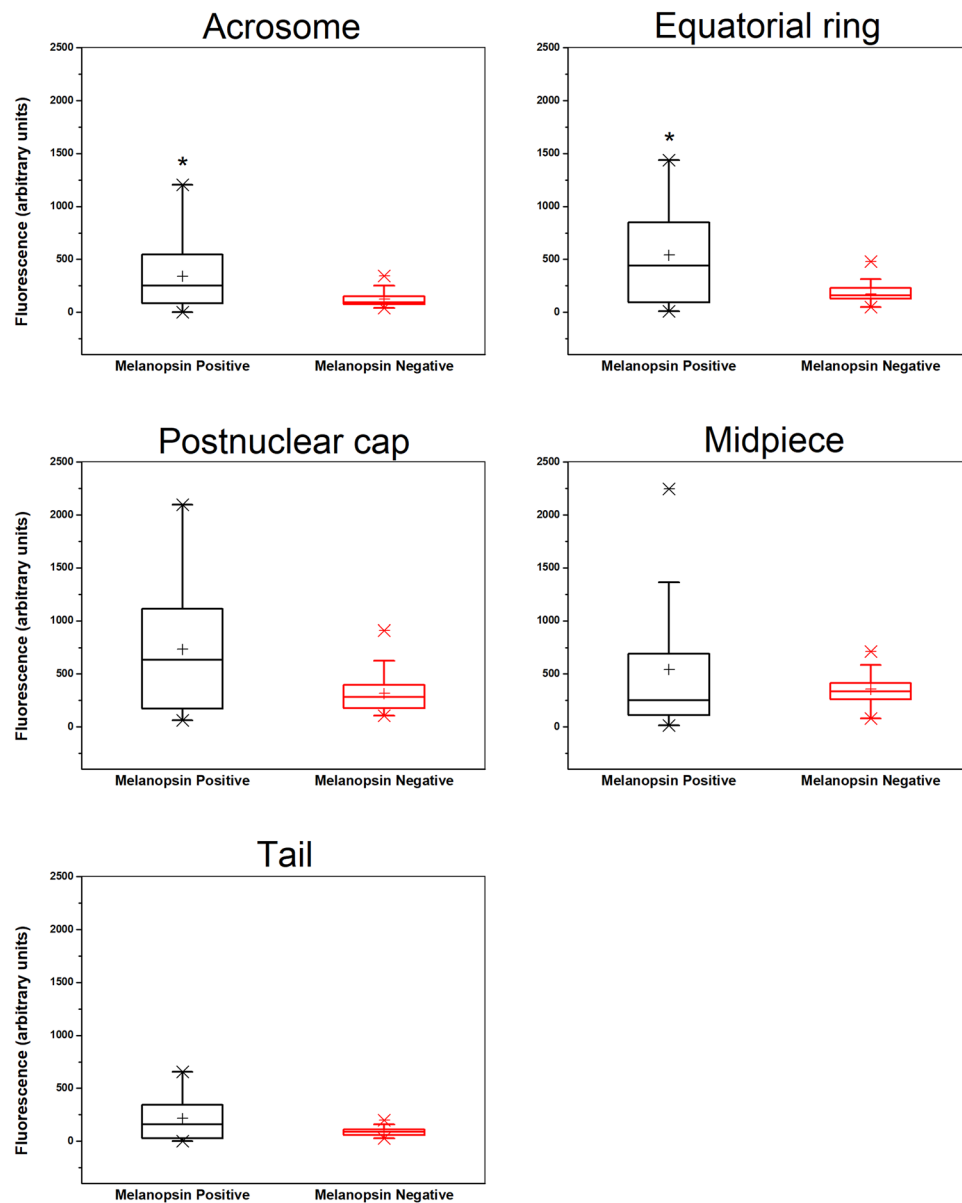 Acrosome
Fluorescence (arbitrary units)
2500
2000
1500
1000
500
0
*
Melanopsin Positive Melanopsin Negative
Equatorial ring
2500
2000
1500
1000
500
0
*
Melanopsin Positive Melanopsin Negative
Postnuclear cap
Fluorescence (arbitrary units)
2500
2000
1500
1000
500
0
Melanopsin Positive Melanopsin Negative
Midpiece
2500
2000
1500
1000
500
0
Melanopsin Positive Melanopsin Negative
Tail
Fluorescence (arbitrary units)
2500
2000
1500
1000
500
0
Melanopsin Positive Melanopsin Negative